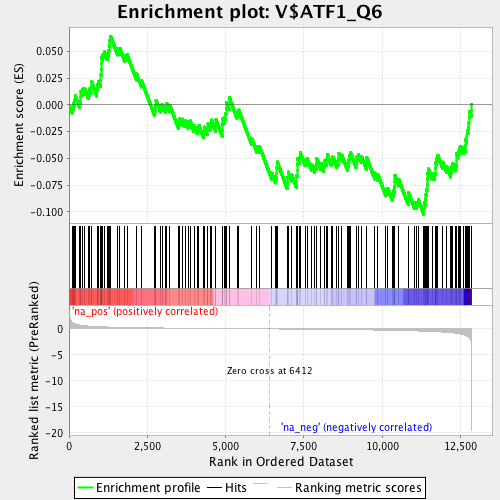 Enrichment plot: V$ATF1_Q6
Enrichment score (ES)
0.050
0.025
0.000
-0.025
-0.050
-0.075
-0.100
'na_pos' (positively correlated)
Ranked list metric (PreRanked)
0
-5
-10
-15
-20
Zero cross at 6412
'na_neg' (negatively correlated)
0
2,500
5,000
7,500
10,000
12,500
Rank in Ordered Dataset
Enrichment profile
Hits
Ranking metric scores